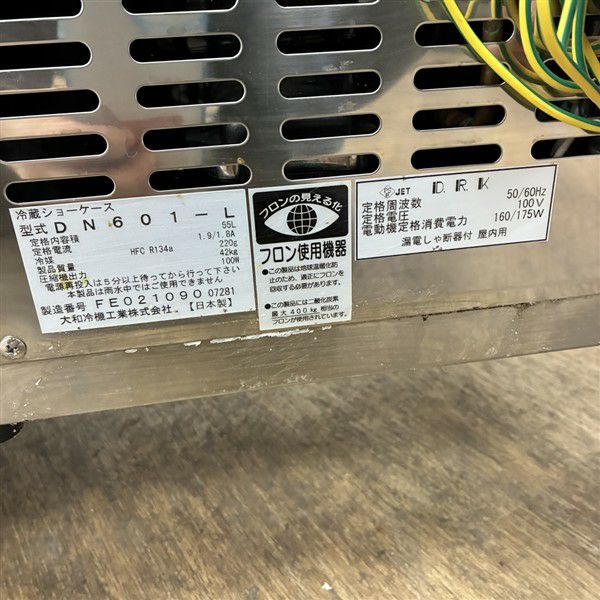 冷蔵ショーケース
型式 DN601-L
定格内容積 55L
定格電流 1.9/1.8A
冷媒 HFC R134a 220g
製品質量 42kg
圧縮機出力 100W
電源再投入は5分以上待ってから行って下さい
本製品は雨水中ではご使用できません
製造番号 FE021090 07281
大和冷機工業株式会社 【日本製】
フロンの見える化
フロン使用機器
●この製品は地球温暖化防
止のため、適正にフロンを
回収する必要があります。
●この製品には二酸化炭素
最大400kg相当の
フロンが使用されています。
JET D.R.K
定格周波数 50/60Hz
定格電圧 100V
電動機定格消費電力 160/175W
漏電しゃ断器付 屋内用